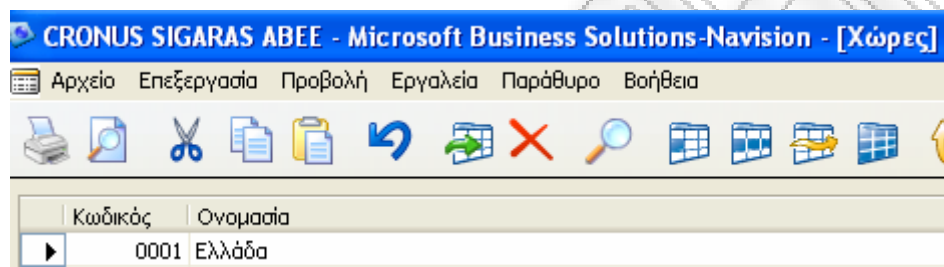 CRONUS SIGARAS ABEE - Microsoft Business Solutions-Navision - [Χώρες]
Αρχείο Επεξεργασία Προβολή Εργαλεία Παράθυρο Βοήθεια
Κωδικός Ονομασία
0001 Ελλάδα